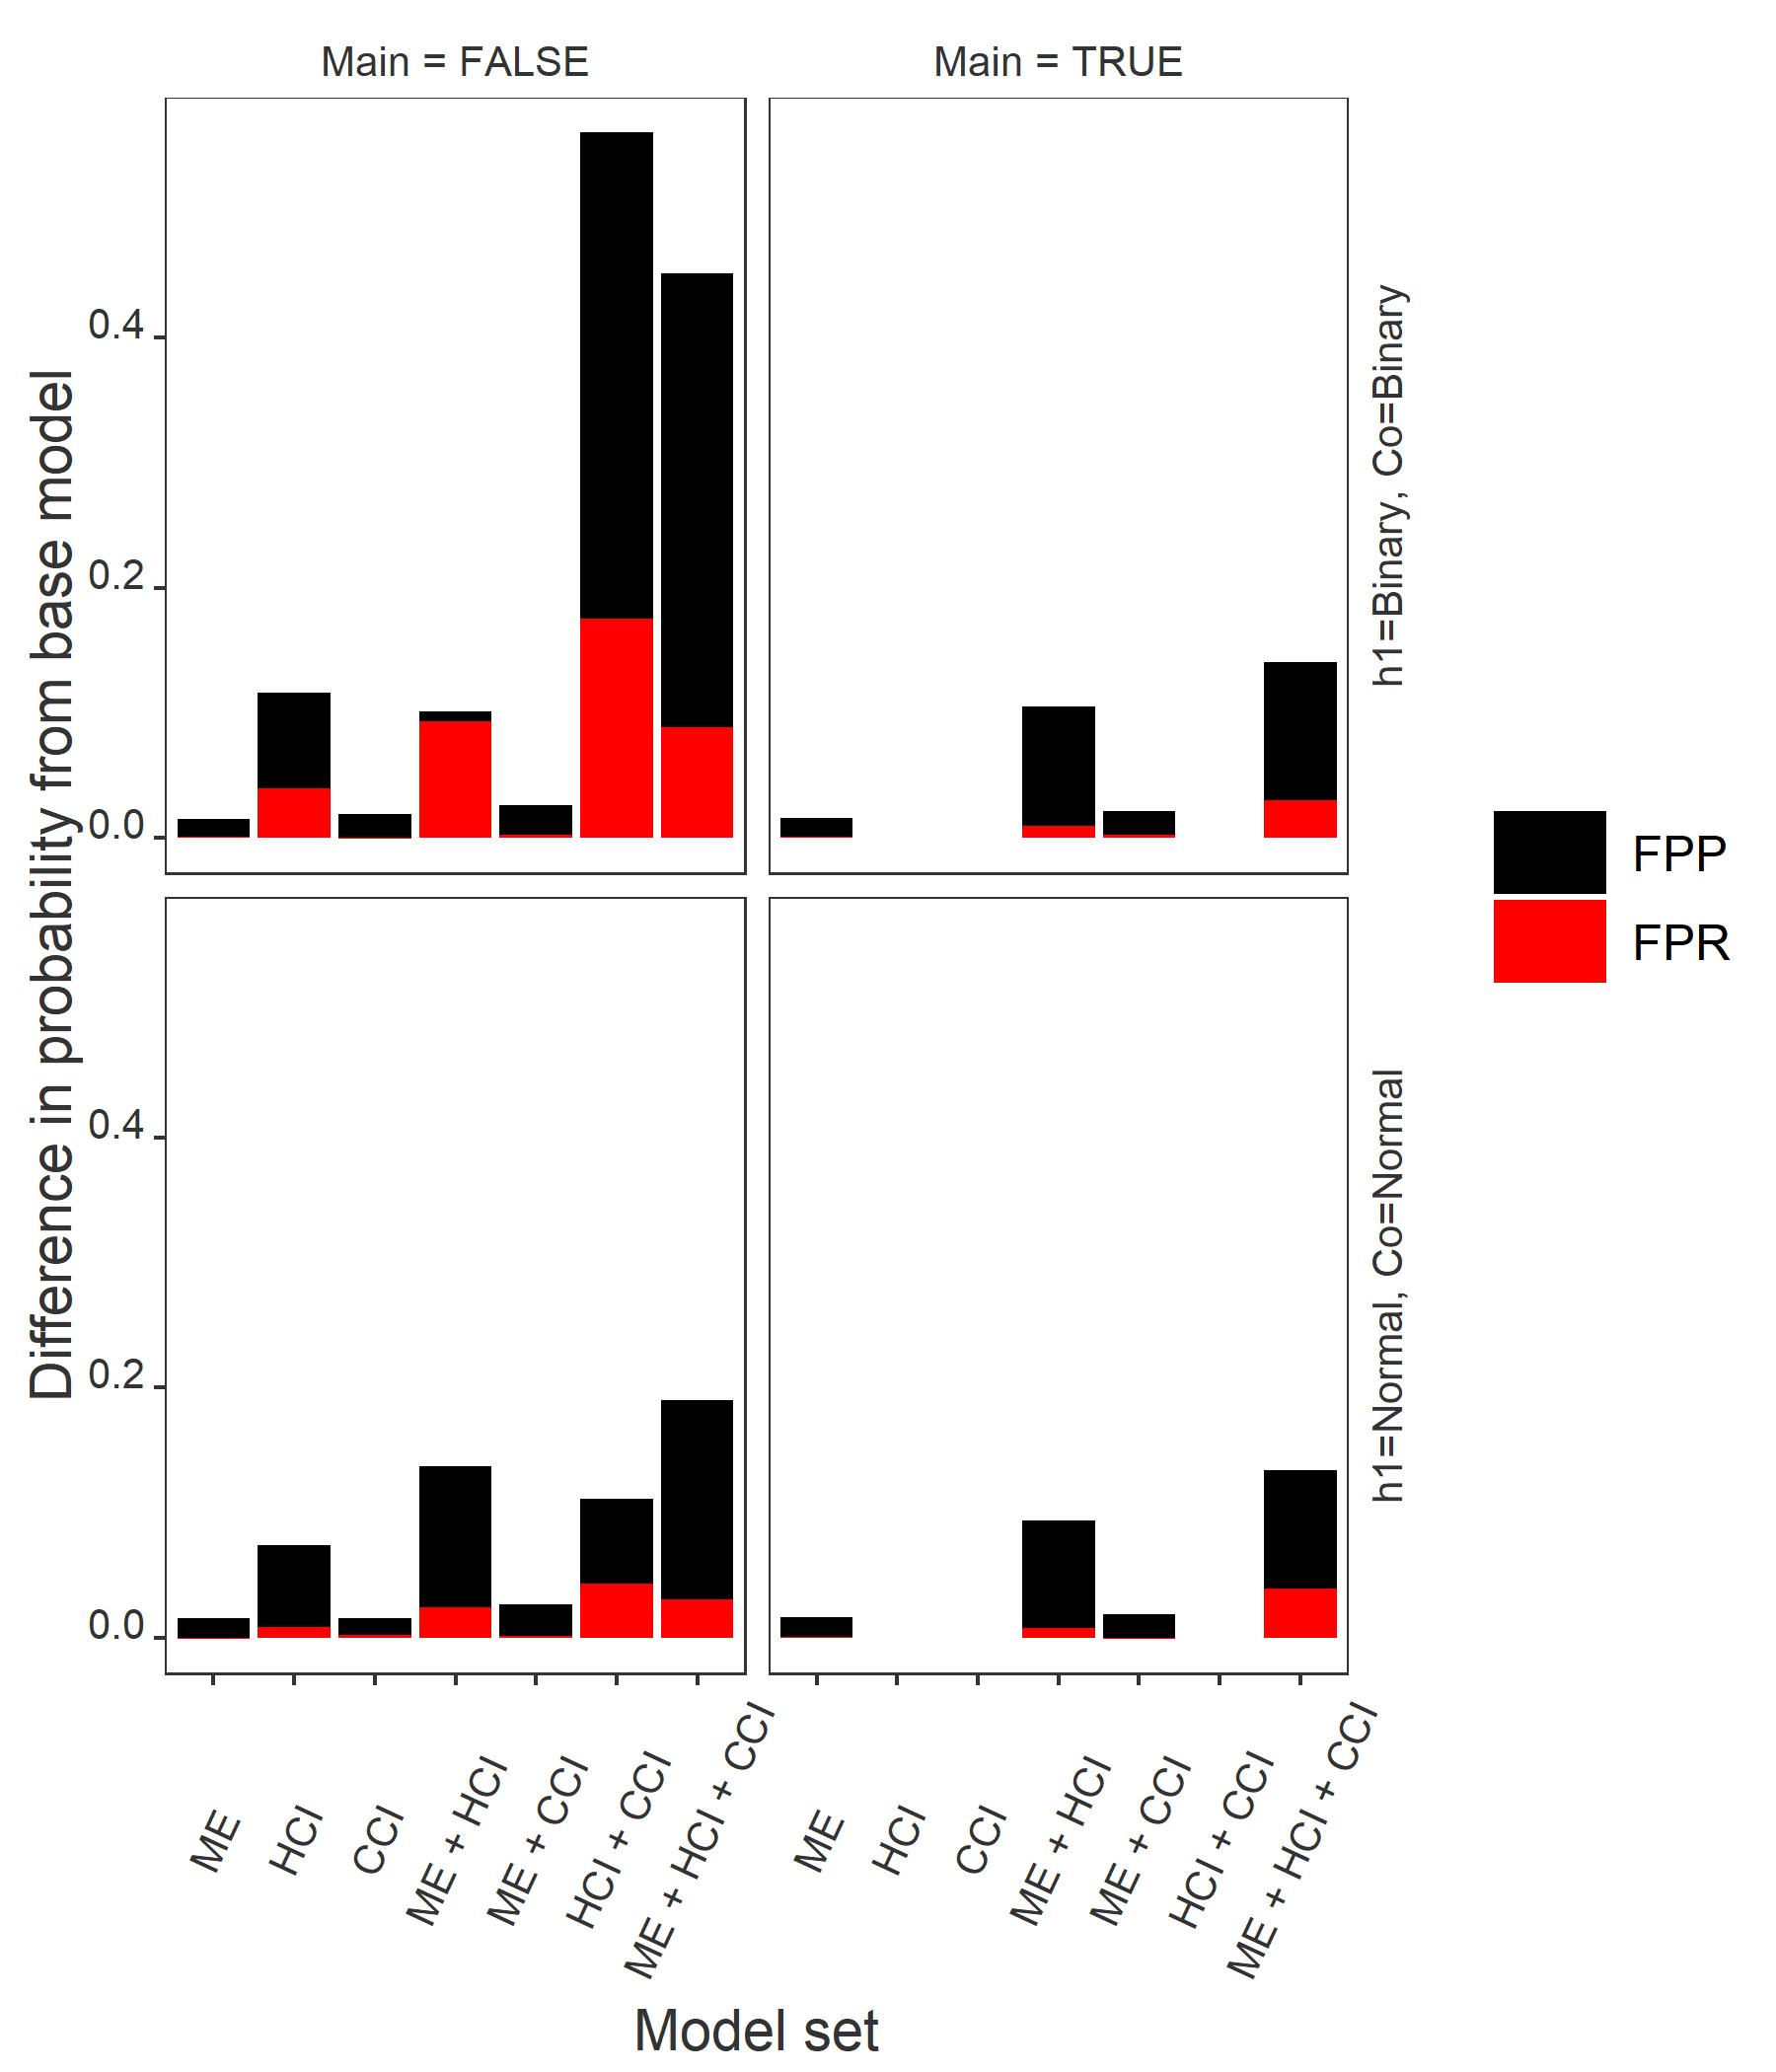 Main = FALSE
Main = TRUE
Difference in probability from base model
0.4
0.2
0.0
h1=Binary, Co=Binary
0.4
0.2
0.0
h1=Normal, Co=Normal
FPP
FPR
ME
HCI
CCI
ME + HCI
ME + CCI
HCI + CCI
ME + HCI + CCI
ME
HCI
CCI
ME + HCI
ME + CCI
HCI + CCI
ME + HCI + CCI
Model set